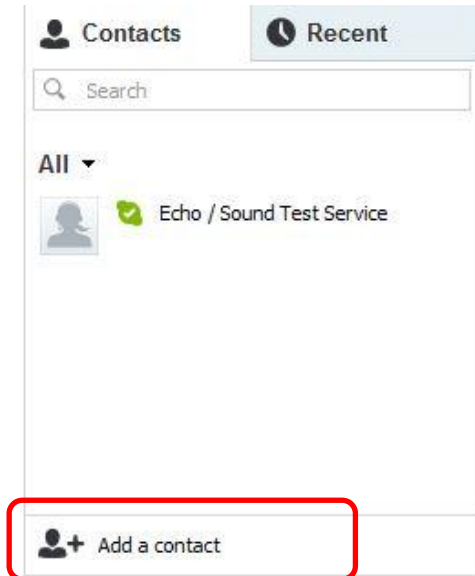 Contacts
Recent
Search
All
Echo / Sound Test Service
Add a contact